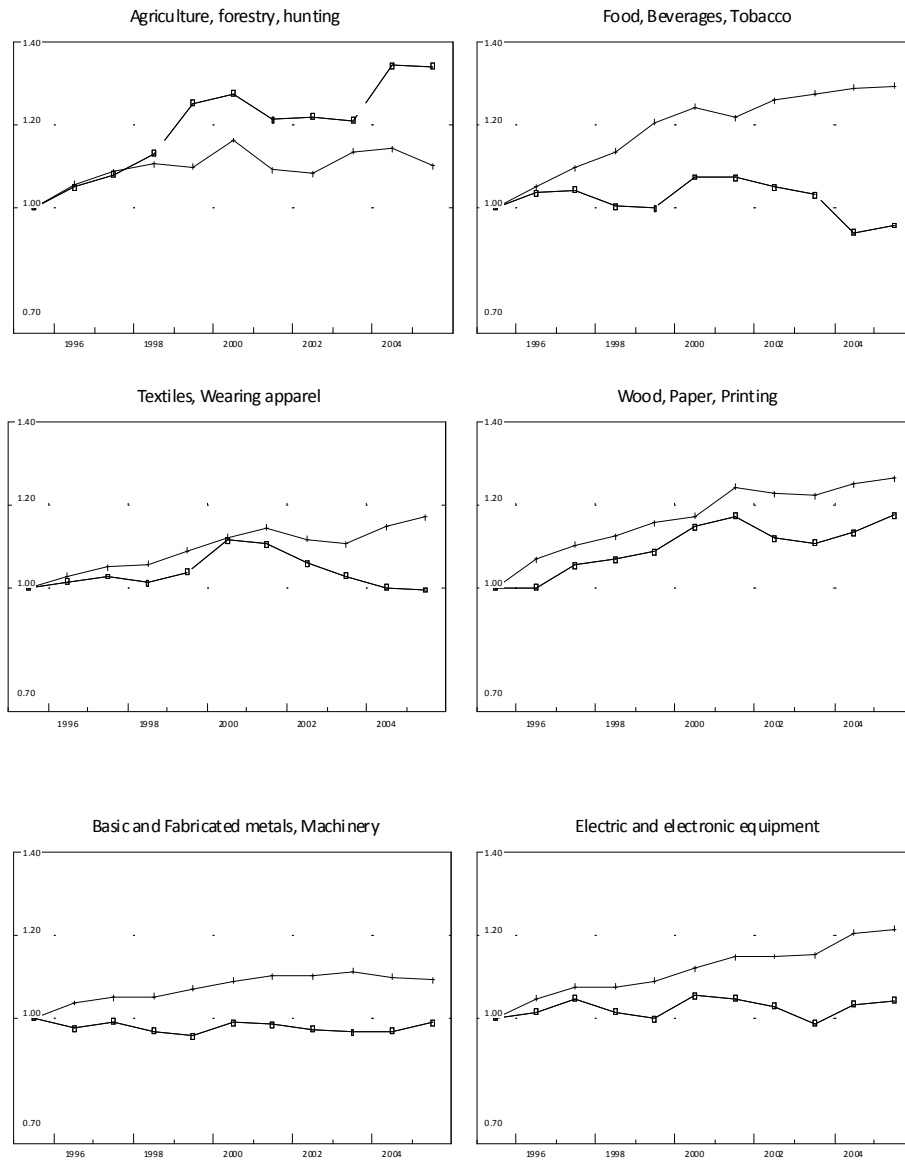 Agriculture, forestry, hunting
1.40
1.20
1.00
0.70
1996 1998 2000 2002 2004
Food, Beverages, Tobacco
1.40
1.20
1.00
0.70
1996 1998 2000 2002 2004
Textiles, Wearing apparel
1.40
1.20
1.00
0.70
1996 1998 2000 2002 2004
Wood, Paper, Printing
1.40
1.20
1.00
0.70
1996 1998 2000 2002 2004
Basic and Fabricated metals, Machinery
1.40
1.20
1.00
0.70
1996 1998 2000 2002 2004
Electric and electronic equipment
1.40
1.20
1.00
0.70
1996 1998 2000 2002 2004